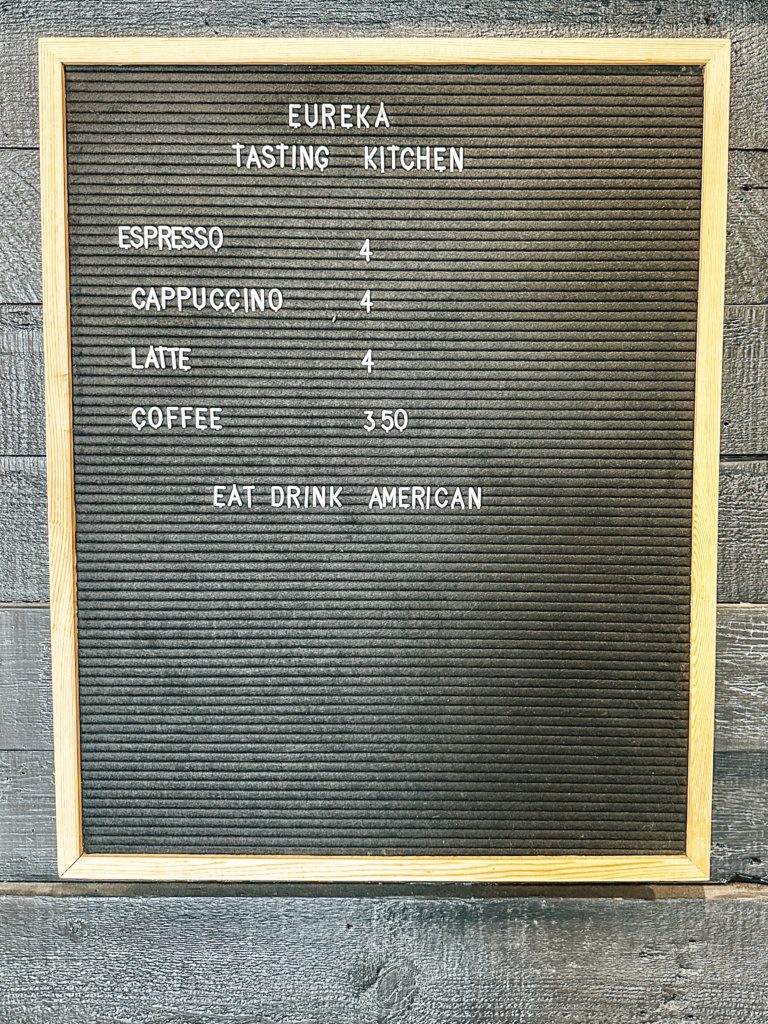 EUREKA
TASTING KITCHEN
ESPRESSO 4
CAPPUCCINO 4
LATTE 4
COFFEE 350
EAT DRINK AMERICAN